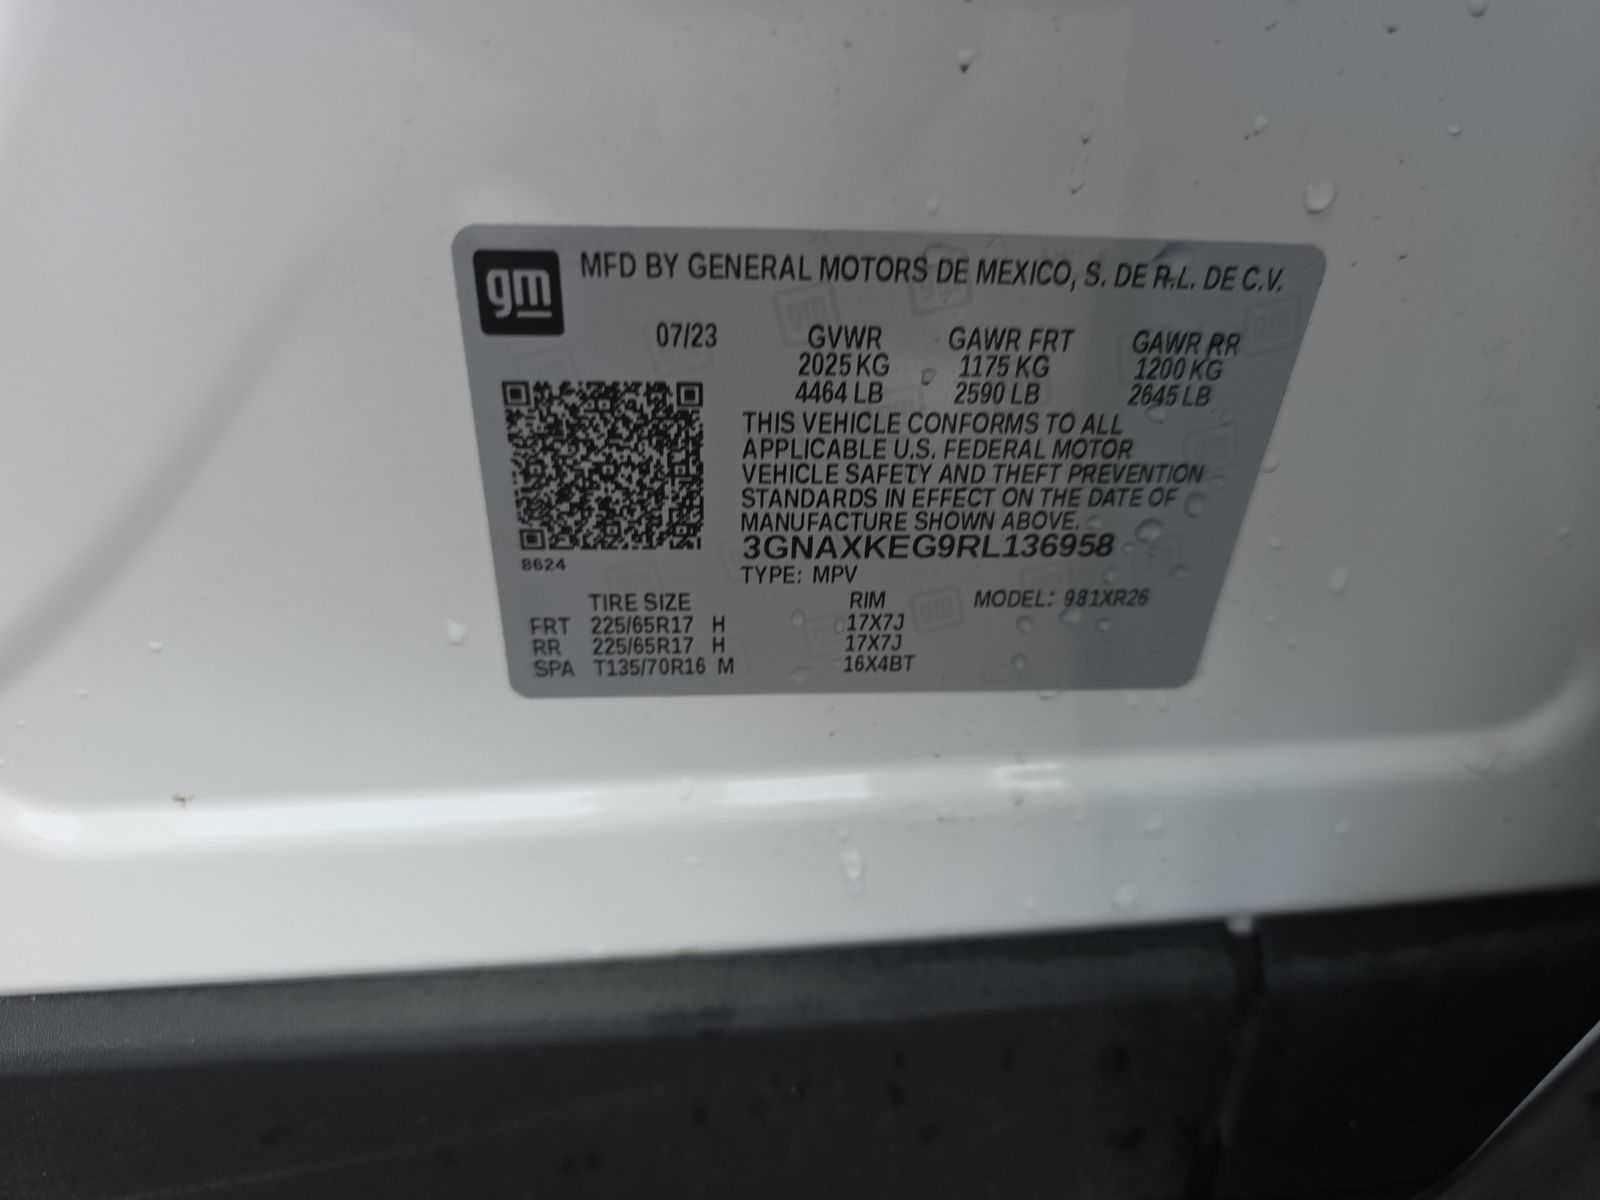 gm MFD BY GENERAL MOTORS DE MEXICO, S. DE R.L. DE C.V.
07/23 GVWR GAWR FRT GAWR RR
2025 KG 1175 KG 1200 KG
4464 LB 2590 LB 2645 LB
THIS VEHICLE CONFORMS TO ALL
APPLICABLE U.S. FEDERAL MOTOR
VEHICLE SAFETY AND THEFT PREVENTION
STANDARDS IN EFFECT ON THE DATE OF
MANUFACTURE SHOWN ABOVE.
3GNAXKEG9RL136958
8624
TYPE: MPV
TIRE SIZE RIM MODEL: 981XR26
FRT 225/65R17 H 17X7J
RR 225/65R17 H 17X7J
SPA T135/70R16 M 16X4BT